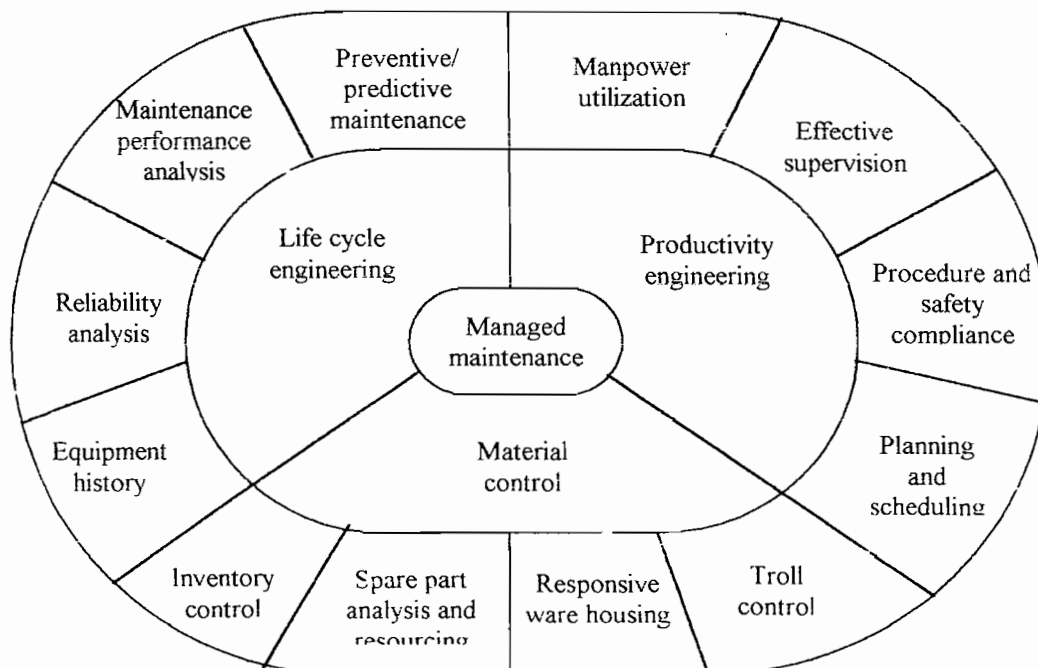 Preventive/
predictive
maintenance
Manpower
utilization
Maintenance
performance
analysis
Effective
supervision
Life cycle
engineering
Productivity
engineering
Reliability
analysis
Procedure and
safety
compliance
Managed
maintenance
Equipment
history
Material
control
Planning
and
scheduling
Inventory
control
Spare part
analysis and
resourcing
Responsive
ware housing
Troll
control